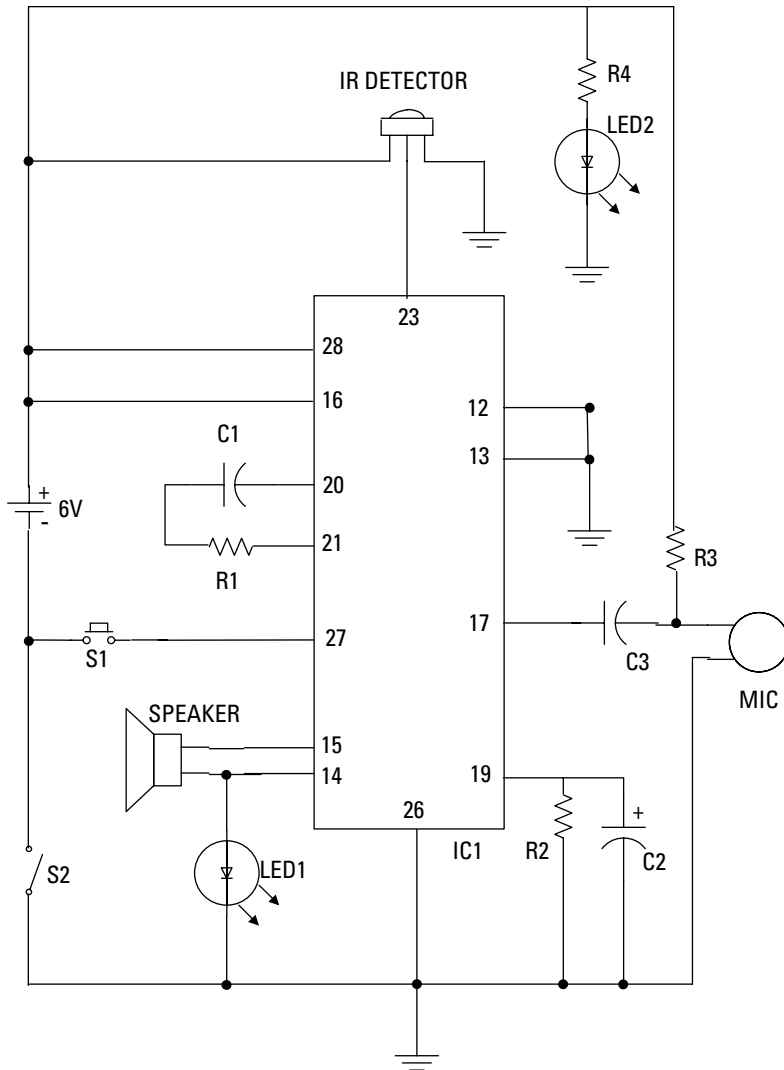 R4
IR DETECTOR
LED2
23
28
16
12
C1
13
+
6V
-
20
21
R1
R3
17
27
S1
C3
MIC
SPEAKER
15
14
19
26
+
IC1
R2
C2
LED1
S2